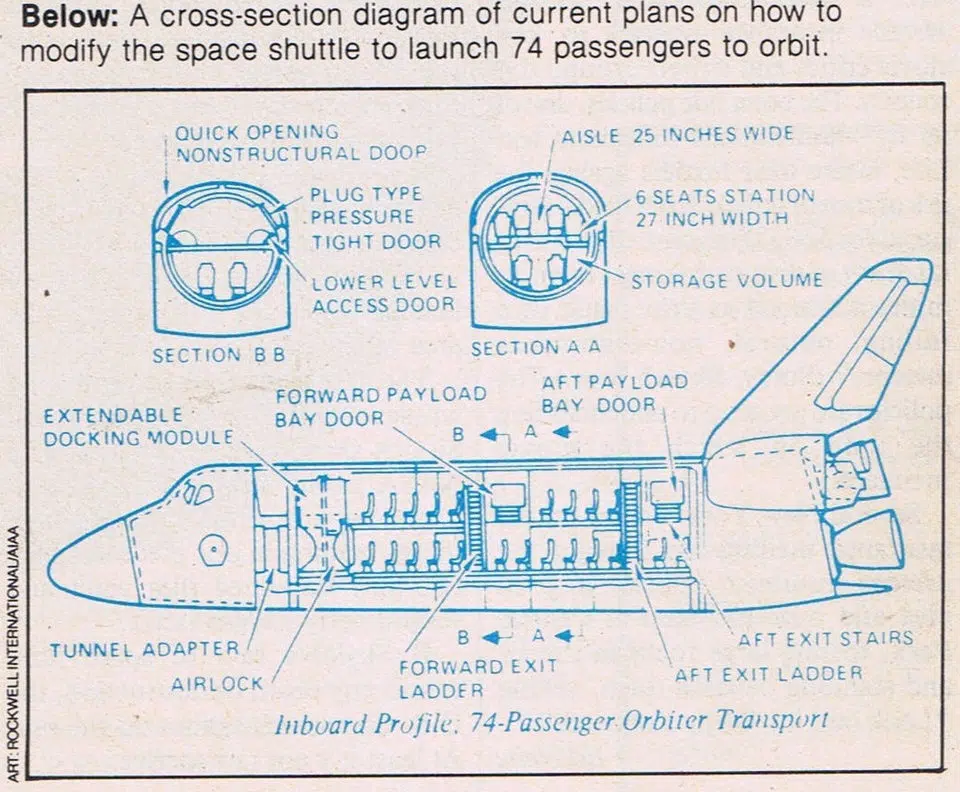 Below: A cross-section diagram of current plans on how to
modify the space shuttle to launch 74 passengers to orbit.
QUICK OPENING
NONSTRUCTURAL DOOP
PLUG TYPE
PRESSURE
TIGHT DOOR
LOWER LEVEL
ACCESS DOOR
SECTION B B
AISLE 25 INCHES WIDE
6 SEATS STATION
27 INCH WIDTH
STORAGE VOLUME
SECTION A A
EXTENDABLE
DOCKING MODULE
FORWARD PAYLOAD
BAY DOOR
AFT PAYLOAD
BAY DOOR
B A
B A
TUNNEL ADAPTER
AIRLOCK
FORWARD EXIT
LADDER
AFT EXIT STAIRS
AFT EXIT LADDER
Inboard Profile, 74-Passenger Orbiter Transport
ART: ROCKWELL INTERNATIONAL/AIAA